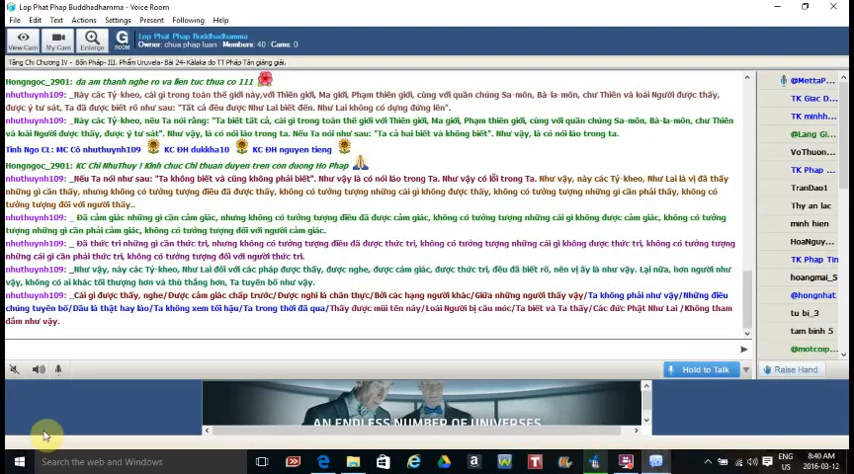 Lop Phat Phap Buddhadhamma - Voice Room
File Edit Text Actions Settings Present Following Help
View Cam My Cam Enlarge G ROOM
Lop Phat Phap Buddhadhamma
Owner: chua phap luan : Members: 40 : Cams: 0
Tăng Chi Chương IV - Bốn Pháp- III. Phẩm Uruvela- Bài 24- Kàlaka do TT Pháp Tân giảng giải.
Hongngoc_2901: da am thanh nghe ro va lien tuc thua co 111
nhuthuynh109: _Này các Tỷ-kheo, cái gì trong toàn thế giới này,với Thiên giới, Ma giới, Phạm thiên giới, cùng với quần chúng Sa-môn, Bà-la-môn, chư Thiên và loài Người được thấy,
được ý tư sát, Ta đã được biết rõ như sau: "Tất cả đều được Như Lai biết đến. Như Lai không có dựng đứng lên".
nhuthuynh109: _Này các Tỷ-kheo, nếu Ta nói rằng: "Ta biết tất cả, cái gì trong toàn thế giới với Thiên giới, Ma giới, Phạm thiên giới, cùng với quần chúng Sa-môn, Bà-la-môn, chư Thiên
và loài Người được thấy, được ý tư sát". Như vậy, là có nói láo trong ta. Nếu Ta nói như sau: "Ta cả hai biết và không biết". Như vậy, là có nói láo trong ta.
Tinh Ngo CL: MC Cô nhuthuynh109 KC ĐH dukkha10 KC ĐH nguyen tieng
Hongngoc_2901: KC Chi NhuThuy ! Kinh chuc Chi thuan duyen tren con duong Ho Phap
nhuthuynh109: _Nếu Ta nói như sau: "Ta không biết và cũng không phải biết". Như vậy là có nói láo trong Ta. Như vậy có lỗi trong Ta. Như vậy, này các Tỷ-kheo, Như Lai là vị đã thấy
những gì cần thấy, nhưng không có tưởng tượng điều đã được thấy, không có tưởng tượng những cái gì không được thấy, không có tưởng tượng những gì cần phải thấy, không có
tưởng tượng đối với người thấy..
nhuthuynh109: _ Đã cảm giác những gì cần cảm giác, nhưng không có tưởng tượng điều đã được cảm giác, không có tưởng tượng những cái gì không được cảm giác, không có tưởng
tượng những gì cần phải cảm giác, không có tưởng tượng đối với người cảm giác.
nhuthuynh109: _ Đã thức tri những gì cần thức tri, nhưng không có tưởng tượng điều đã được thức tri, không có tưởng tượng những cái gì không được thức tri, không có tưởng tượng
những cái gì cần phải thức tri, không có tưởng tượng đối với người thức tri.
nhuthuynh109: _Như vậy, này các Tỷ-kheo, Như Lai đối với các pháp được thấy, được nghe, được cảm giác, được thức tri, đều đã biết rõ, nên vị ấy là như vậy. Lại nữa, hơn người như
vậy, không có ai khác tối thượng hơn và thù thắng hơn, Ta tuyên bố như vậy.
nhuthuynh109: _Cái gì được thấy, nghe/Được cảm giác chấp trước/Được nghĩ là chân thực/Bởi các hạng người khác/Giữa những người thấy vậy/Ta không phải như vậy/Những điều
chúng tuyên bố/Dầu là thật hay láo/Ta không xem tối hậu/Ta trong thời đã qua/Thấy được mũi tên này/Loài Người bị câu móc/Ta biết và Ta thấy/Các đức Phật Như Lai /Không tham
đắm như vậy.
@MettaP...
TK Giac D...
TK minhh...
@Lang Gi...
VoThuon...
TK Phap ...
TranDao1
Thy an lac
minh hien
HoaNguy...
TK Phap Tin
hoangmai_5
@hongnhat
tu bi_3
tam binh 5
@motcoip...
Hold to Talk
Raise Hand
AN ENDLESS NUMBER OF UNIVERSES
Search the web and Windows
ENG 8:40 AM
US 2016-03-12